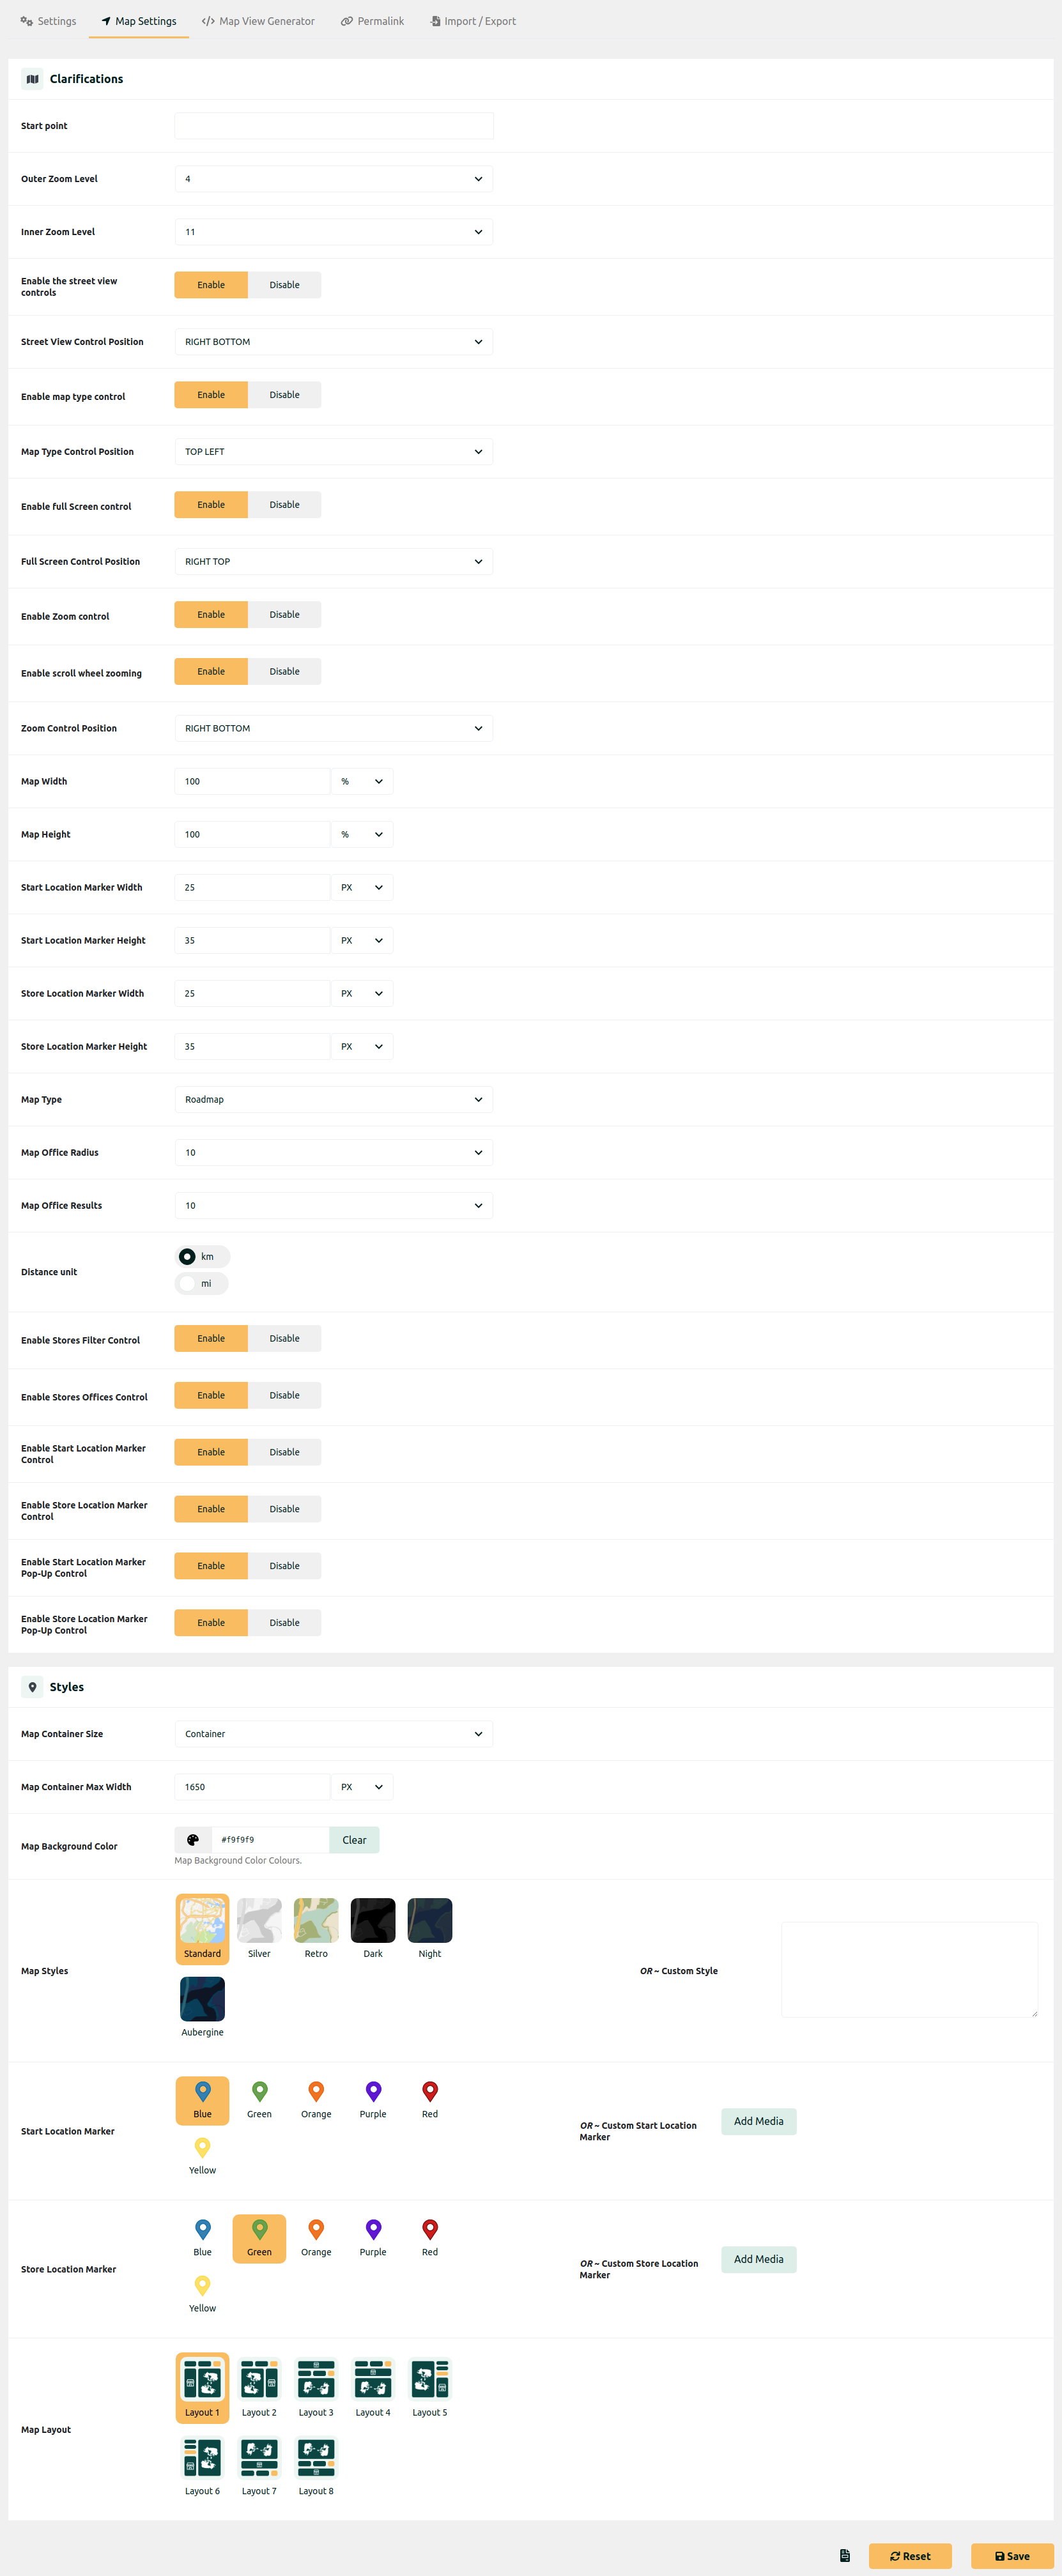 Settings
Map Settings
Map View Generator
Permalink
Import / Export
Clarifications
Start point
Outer Zoom Level
4
Inner Zoom Level
11
Enable the street view
controls
Enable
Disable
Street View Control Position
RIGHT BOTTOM
Enable map type control
Enable
Disable
Map Type Control Position
TOP LEFT
Enable full Screen control
Enable
Disable
Full Screen Control Position
RIGHT TOP
Enable Zoom control
Enable
Disable
Enable scroll wheel zooming
Enable
Disable
Zoom Control Position
RIGHT BOTTOM
Map Width
100
%
Map Height
100
%
Start Location Marker Width
25
PX
Start Location Marker Height
35
PX
Store Location Marker Width
25
PX
Store Location Marker Height
35
PX
Map Type
Roadmap
Map Office Radius
10
Map Office Results
10
Distance unit
km
mi
Enable Stores Filter Control
Enable
Disable
Enable Stores Offices Control
Enable
Disable
Enable Start Location Marker
Control
Enable
Disable
Enable Store Location Marker
Control
Enable
Disable
Enable Start Location Marker
Pop-Up Control
Enable
Disable
Enable Store Location Marker
Pop-Up Control
Enable
Disable
Styles
Map Container Size
Container
Map Container Max Width
1650
PX
Map Background Color
#f9f9f9
Clear
Map Background Color Colours.
Map Styles
Standard
Silver
Retro
Dark
Night
Aubergine
OR ~ Custom Style
Start Location Marker
Blue
Green
Orange
Purple
Red
Yellow
OR ~ Custom Start Location
Marker
Add Media
Store Location Marker
Blue
Green
Orange
Purple
Red
Yellow
OR ~ Custom Store Location
Marker
Add Media
Map Layout
Layout 1
Layout 2
Layout 3
Layout 4
Layout 5
Layout 6
Layout 7
Layout 8
Reset
Save